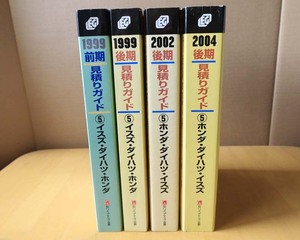 1999
前期
見積りガイド
⑤イスズ・ダイハツ・ホンダ
1999
後期
見積りガイド
⑤イスズ・ダイハツ・ホンダ
2002
後期
見積りガイド
⑤ホンダ・ダイハツ・イスズ
2004
後期
見積りガイド
⑤ホンダ・ダイハツ・イスズ